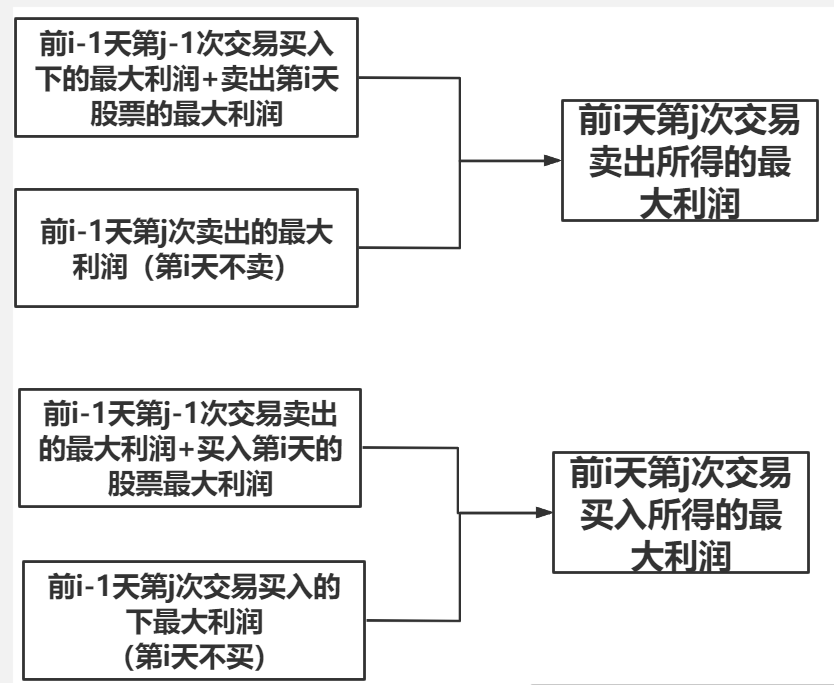 前i-1天第j-1次交易买入
下的最大利润+卖出第i天
股票的最大利润
前i天第j次交易
卖出所得的最
大利润
前i-1天第j次卖出的最大
利润（第i天不卖）
前i-1天第j-1次交易卖出
的最大利润+买入第i天的
股票最大利润
前i天第j次交易
买入所得的最
大利润
前i-1天第j次交易买入的
下最大利润
（第i天不买）